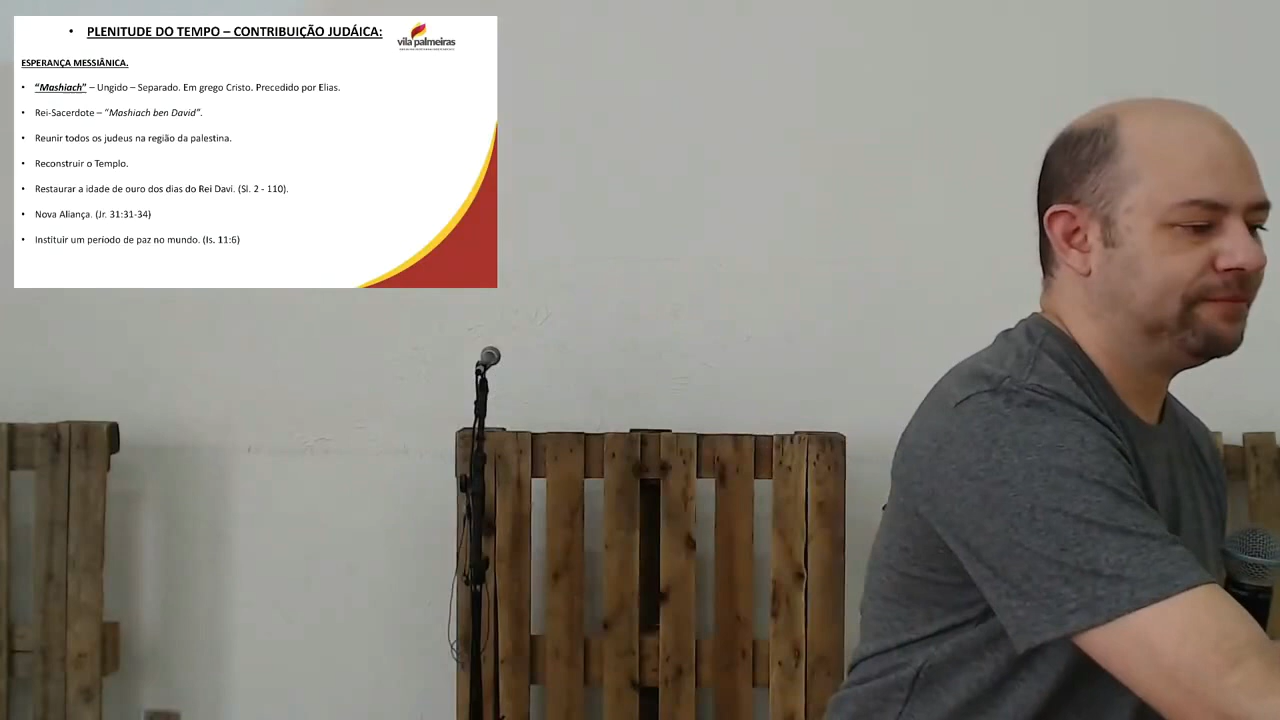 • PLENITUDE DO TEMPO – CONTRIBUIÇÃO JUDÁICA:
vila palmeiras
ESPERANÇA MESSIÂNICA.
• “Mashiach” – Ungido – Separado. Em grego Cristo. Precedido por Elias.
• Rei-Sacerdote – “Mashiach ben David”.
• Reunir todos os judeus na região da palestina.
• Reconstruir o Templo.
• Restaurar a idade de ouro dos dias do Rei Davi. (Sl. 2 - 110).
• Nova Aliança. (Jr. 31:31-34)
• Instituir um período de paz no mundo. (Is. 11:6)